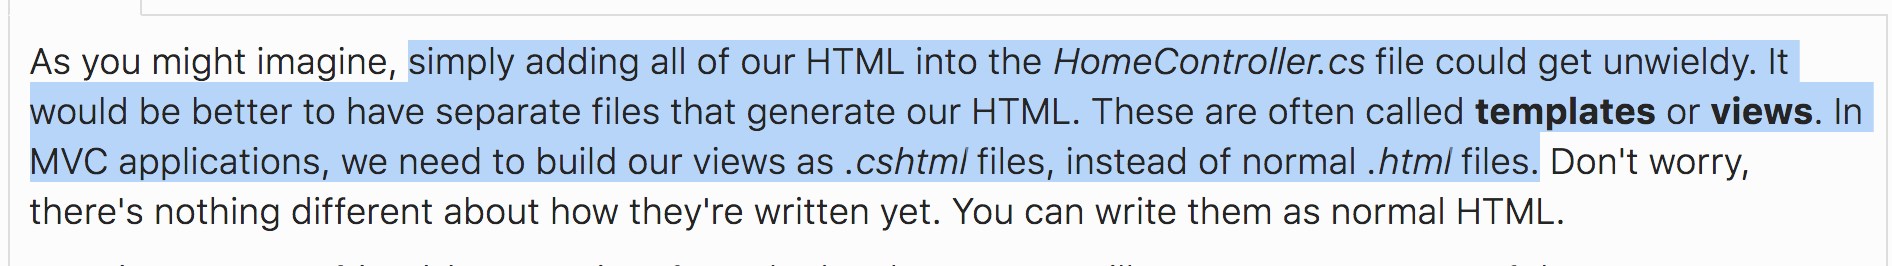 As you might imagine, simply adding all of our HTML into the HomeController.cs file could get unwieldy. It
would be better to have separate files that generate our HTML. These are often called templates or views. In
MVC applications, we need to build our views as .cshtml files, instead of normal .html files. Don't worry,
there's nothing different about how they're written yet. You can write them as normal HTML.